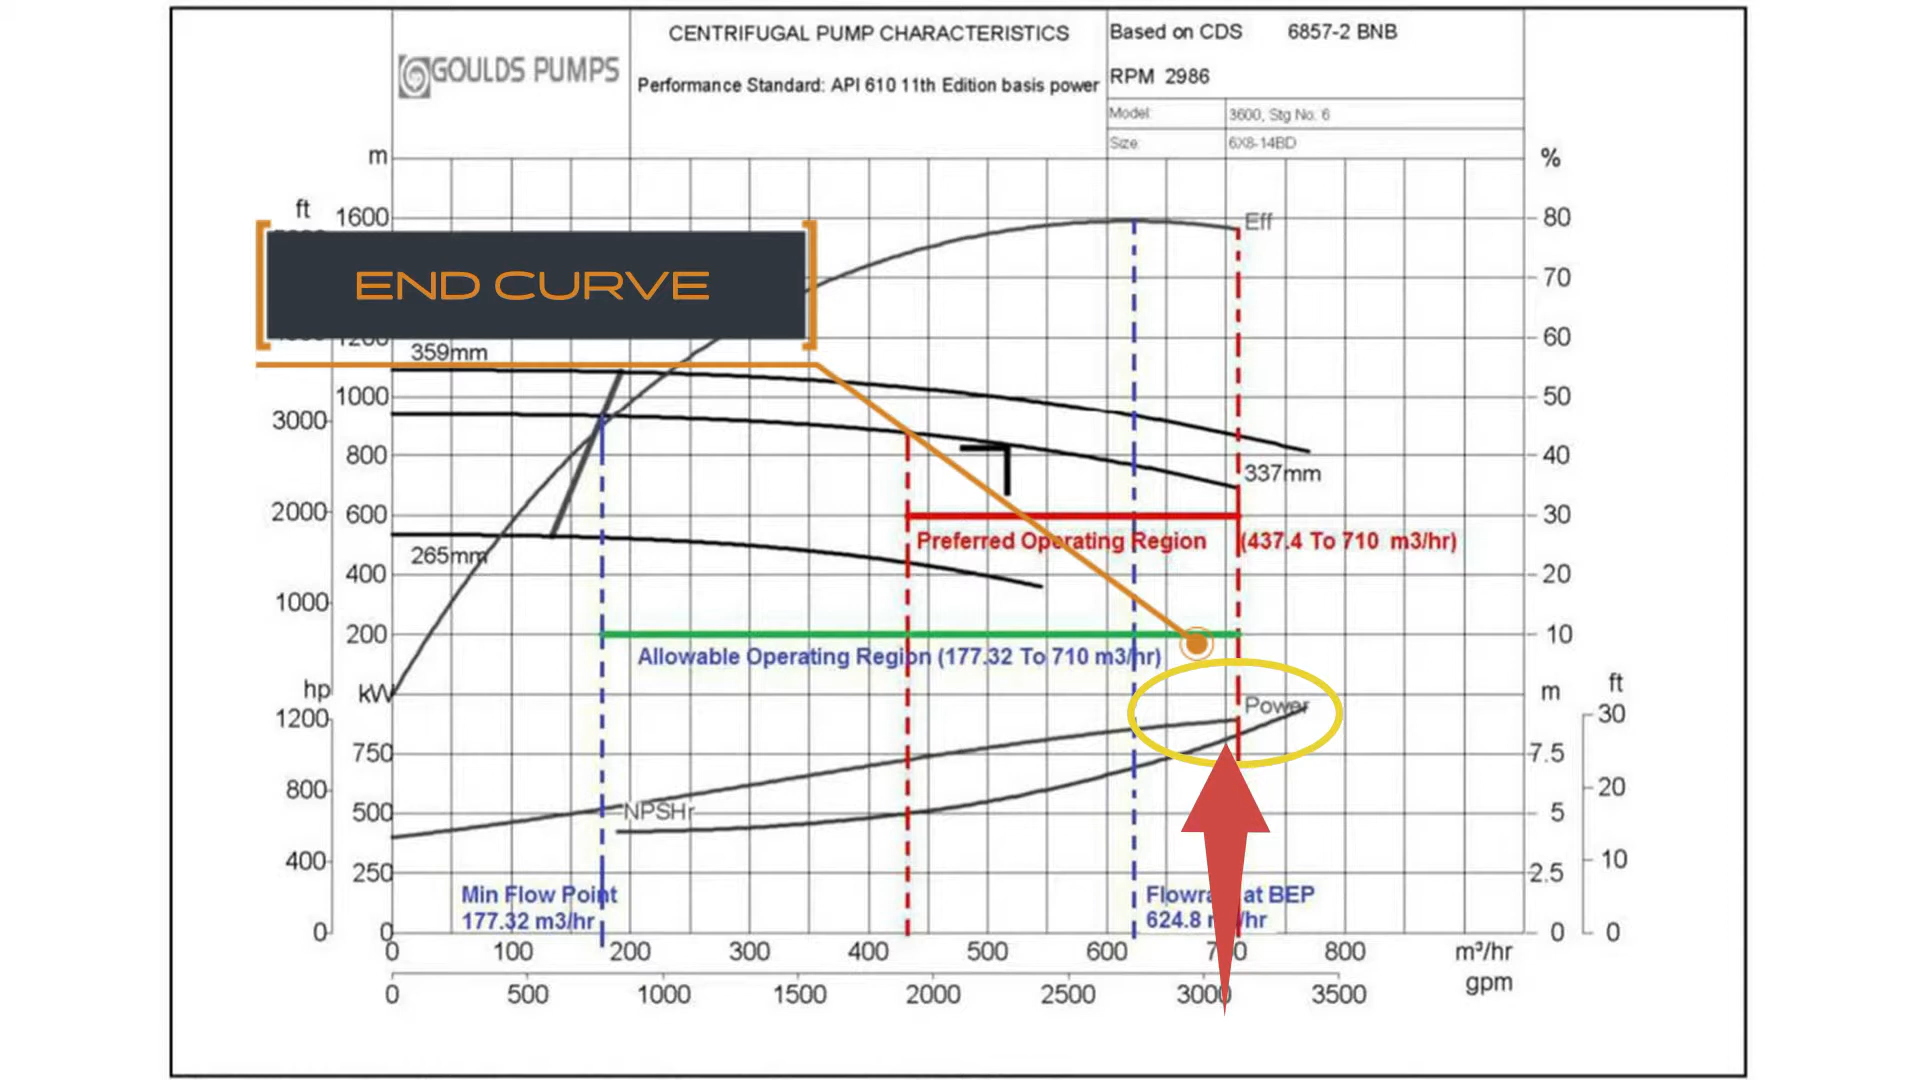 GOULDS PUMPS
CENTRIFUGAL PUMP CHARACTERISTICS
Performance Standard: API 610 11th Edition basis power
Based on CDS 6857-2 BNB
RPM 2986
Model: 3600, Stg No. 6
Size: 6X8-14BD
m
%
ft 1600 Eff 80
END CURVE
70
60
359mm
1000 50
3000
800 40
337mm
2000 600 30
Preferred Operating Region (437.4 To 710 m3/hr)
265mm
400 20
1000
200 10
Allowable Operating Region (177.32 To 710 m3/hr)
hp kW m ft
Power
1200 30
750 7.5
800 20
NPSHr
500 5
400 10
250 2.5
Min Flow Point
177.32 m3/hr
at BEP
624.8
0 0 0 0
0 100 200 300 400 500 600 800 m³/hr
0 500 1000 1500 2000 2500 3000 3500 gpm